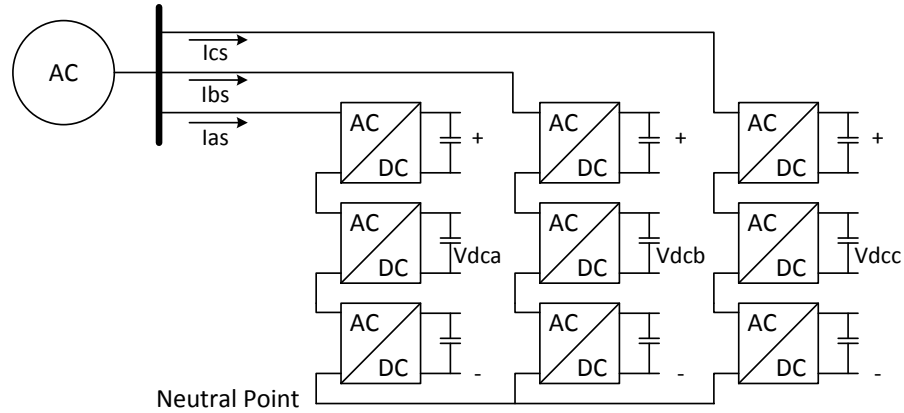 AC
Ics
Ibs
Ias
AC
DC
+
AC
DC
+
AC
DC
+
AC
DC
Vdca
AC
DC
Vdcb
AC
DC
Vdcc
AC
DC
-
AC
DC
-
AC
DC
-
Neutral Point